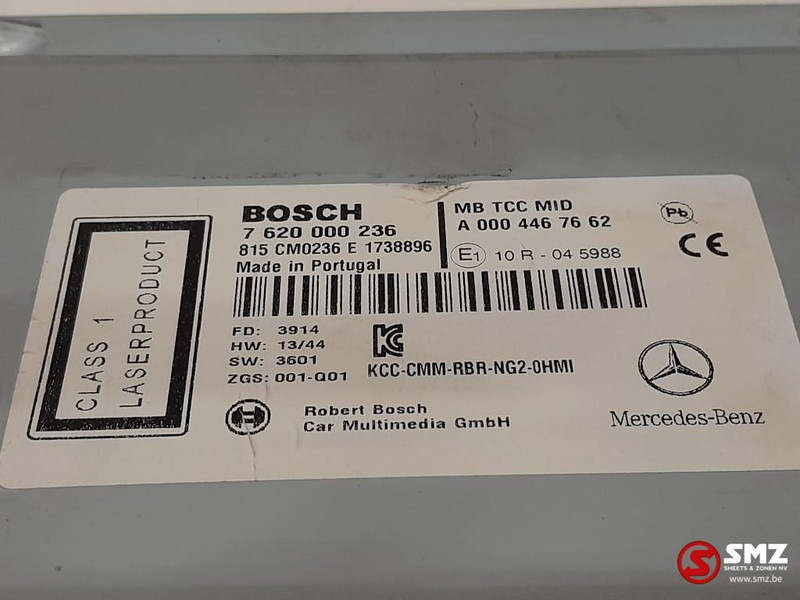 CLASS 1
LASERPRODUCT
BOSCH
7 620 000 236
815 CM0236 E 1738896
Made in Portugal
MB TCC MID
A 000 446 76 62
E1 10 R - 04 5988
Pb
CE
FD: 3914
HW: 13/44
SW: 3601
ZGS: 001-Q01
KC
KCC-CMM-RBR-NG2-0HMI
Robert Bosch
Car Multimedia GmbH
Mercedes-Benz
SMZ
SMEETS & ZONEN NV
www.smz.be